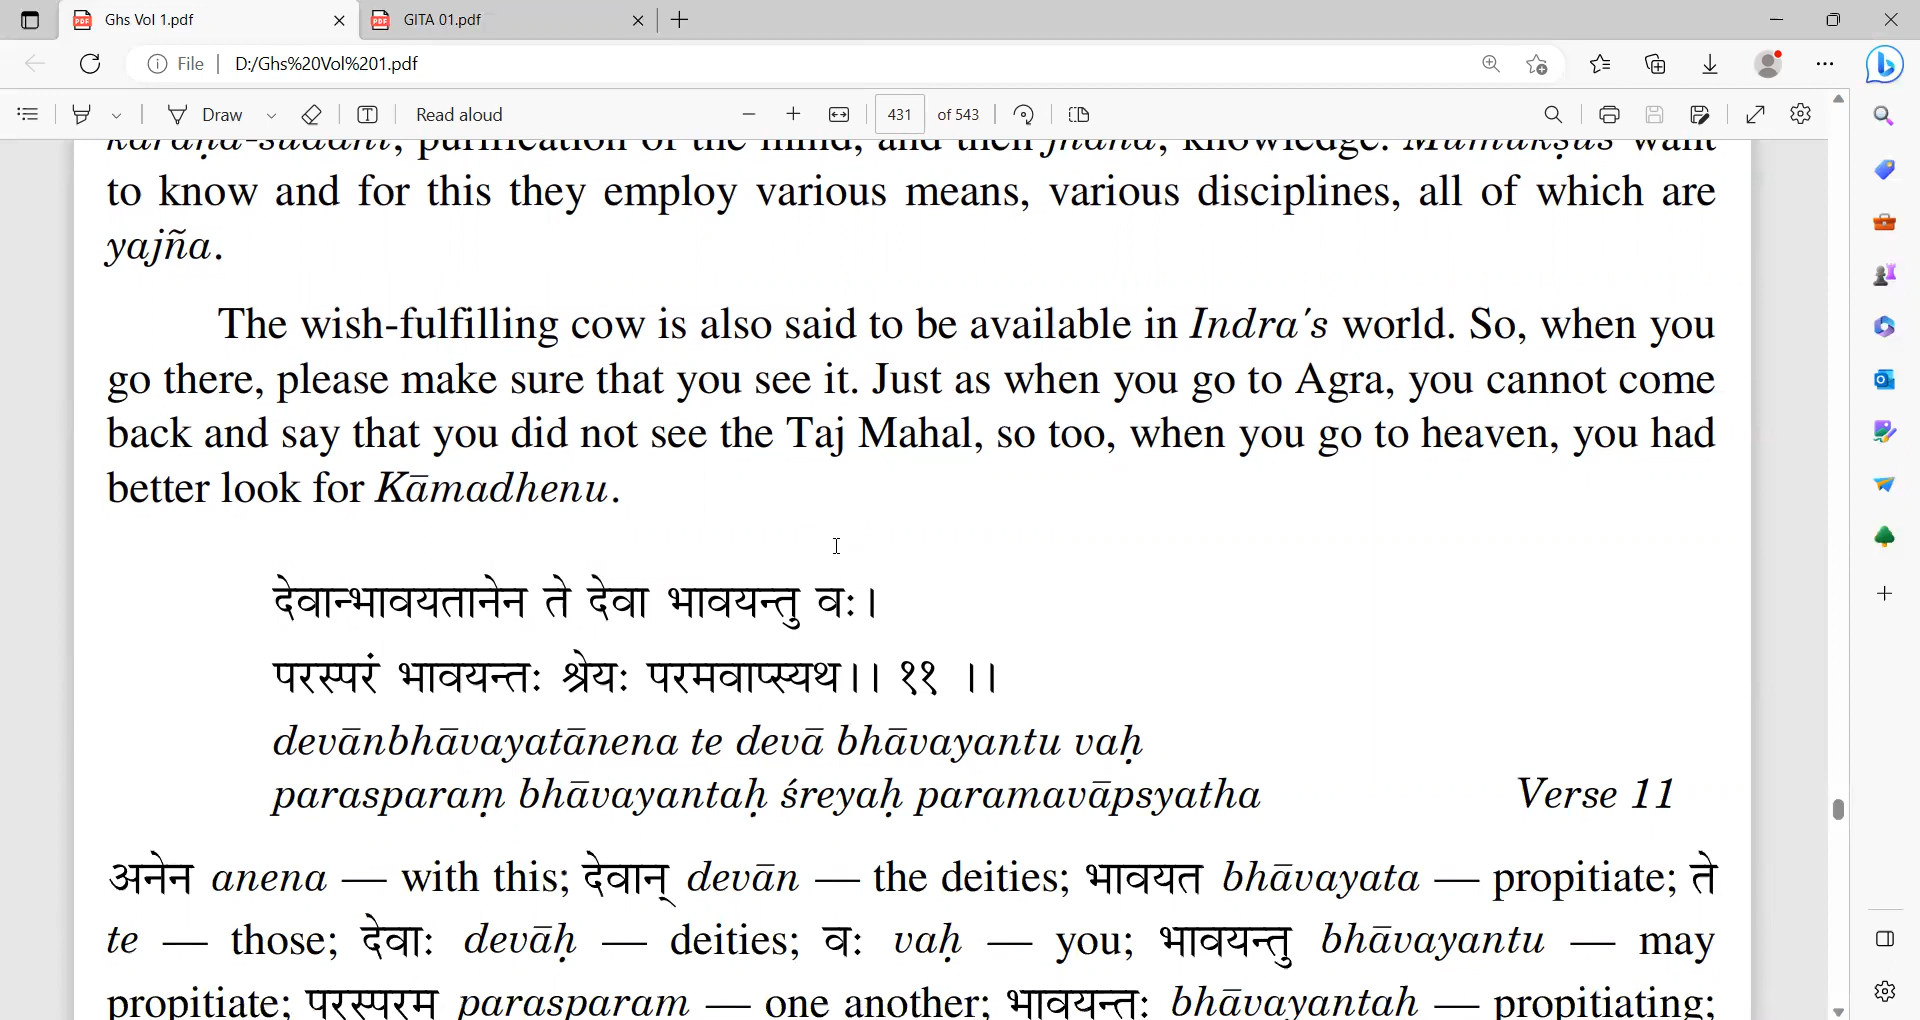 Ghs Vol 1.pdf
GITA 01.pdf
File
D:/Ghs%20Vol%201.pdf
Draw
Read aloud
431 of 543
to know and for this they employ various means, various disciplines, all of which are
yajña.
The wish-fulfilling cow is also said to be available in Indra's world. So, when you
go there, please make sure that you see it. Just as when you go to Agra, you cannot come
back and say that you did not see the Taj Mahal, so too, when you go to heaven, you had
better look for Kāmadhenu.
देवान्भावयतानेन ते देवा भावयन्तु वः।
परस्परं भावयन्तः श्रेयः परमवाप्स्यथ।। ११ ।।
devānbhāvayatānena te devā bhāvayantu vaḥ
parasparaṃ bhāvayantaḥ śreyaḥ paramavāpsyatha Verse 11
अनेन anena — with this; देवान् devān — the deities; भावयत bhāvayata — propitiate; ते
te — those; देवाः devāḥ — deities; वः vaḥ — you; भावयन्तु bhāvayantu — may
propitiate; — one another; — propitiating;